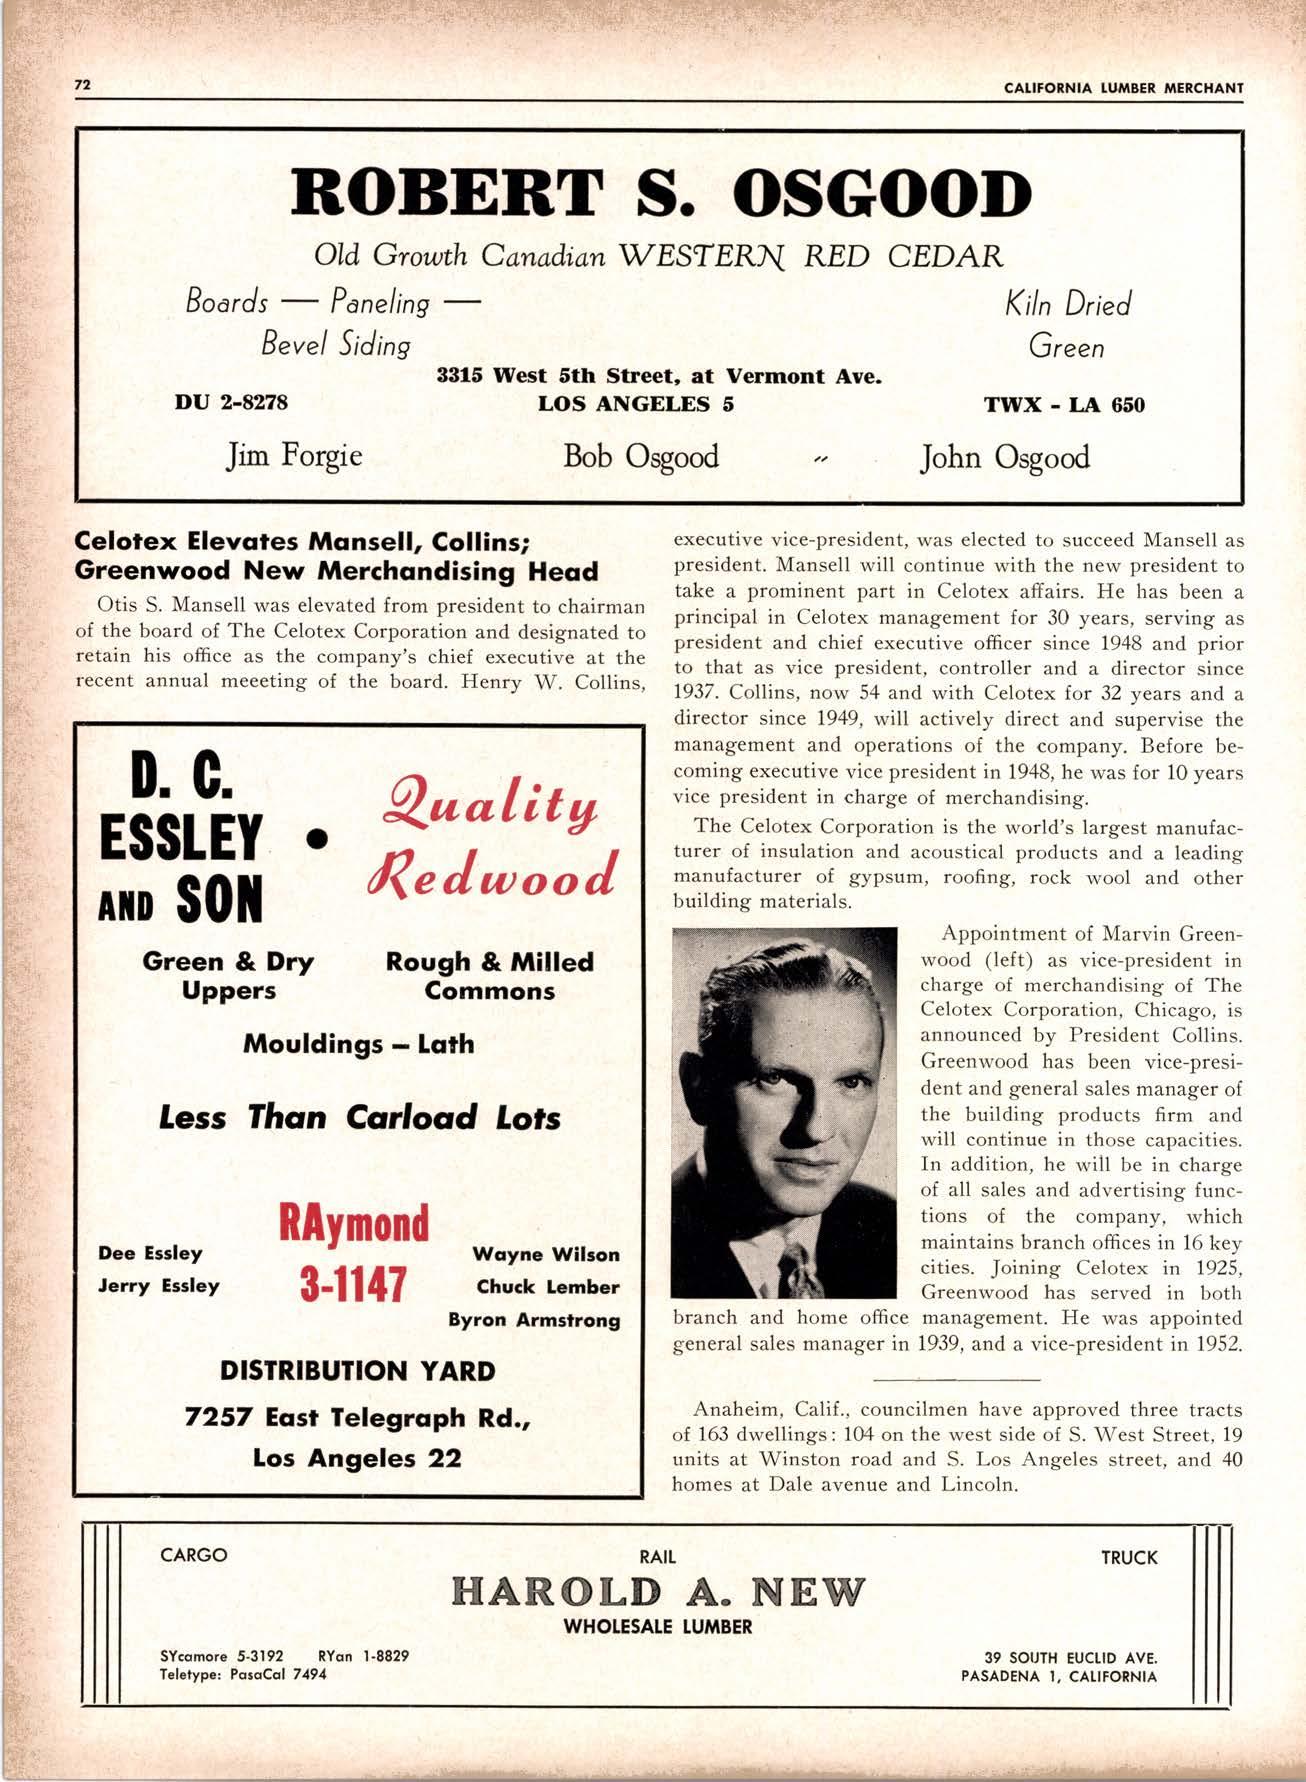 72
CALIFORNIA LUMBER MERCHANT
ROBERT S. OSGOOD
Old Growth Canadian WESTERN RED CEDAR
Boards — Paneling —
Bevel Siding
Kiln Dried
Green
3315 West 5th Street, at Vermont Ave.
DU 2-8278
LOS ANGELES 5
TWX - LA 650
Jim Forgie
Bob Osgood
John Osgood
Celotex Elevates Mansell, Collins;
Greenwood New Merchandising Head
Otis S. Mansell was elevated from president to chairman
of the board of The Celotex Corporation and designated to
retain his office as the company's chief executive at the
recent annual meeeting of the board. Henry W. Collins,
executive vice-president, was elected to succeed Mansell as
president. Mansell will continue with the new president to
take a prominent part in Celotex affairs. He has been a
principal in Celotex management for 30 years, serving as
president and chief executive officer since 1948 and prior
to that as vice president, controller and a director since
1937. Collins, now 54 and with Celotex for 32 years and a
director since 1949, will actively direct and supervise the
management and operations of the company. Before be-
coming executive vice president in 1948, he was for 10 years
vice president in charge of merchandising.
The Celotex Corporation is the world's largest manufac-
turer of insulation and acoustical products and a leading
manufacturer of gypsum, roofing, rock wool and other
building materials.
Appointment of Marvin Green-
wood (left) as vice-president in
charge of merchandising of The
Celotex Corporation, Chicago, is
announced by President Collins.
Greenwood has been vice-presi-
dent and general sales manager of
the building products firm and
will continue in those capacities.
In addition, he will be in charge
of all sales and advertising func-
tions of the company, which
maintains branch offices in 16 key
cities. Joining Celotex in 1925,
Greenwood has served in both
branch and home office management. He was appointed
general sales manager in 1939, and a vice-president in 1952.
Anaheim, Calif., councilmen have approved three tracts
of 163 dwellings: 104 on the west side of S. West Street, 19
units at Winston road and S. Los Angeles street, and 40
homes at Dale avenue and Lincoln.
D. C.
ESSLEY
AND SON
•
Quality
Redwood
Green & Dry
Uppers
Rough & Milled
Commons
Mouldings – Lath
Less Than Carload Lots
RAymond
3-1147
Dee Essley
Jerry Essley
Wayne Wilson
Chuck Lember
Byron Armstrong
DISTRIBUTION YARD
7257 East Telegraph Rd.,
Los Angeles 22
CARGO
RAIL
TRUCK
HAROLD A. NEW
WHOLESALE LUMBER
SYcamore 5-3192 RYan 1-8829
Teletype: PasaCal 7494
39 SOUTH EUCLID AVE.
PASADENA 1, CALIFORNIA